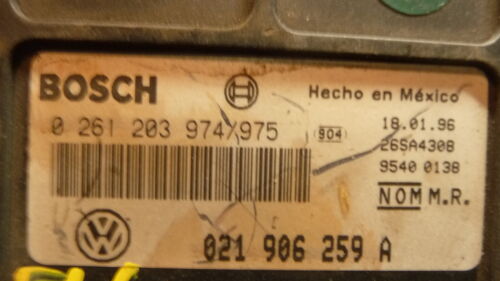 BOSCH
Hecho en México
0 261 203 974/975
904
18.01.96
26SA4308
9540 0138
NOM M.R.
VW
021 906 259 A